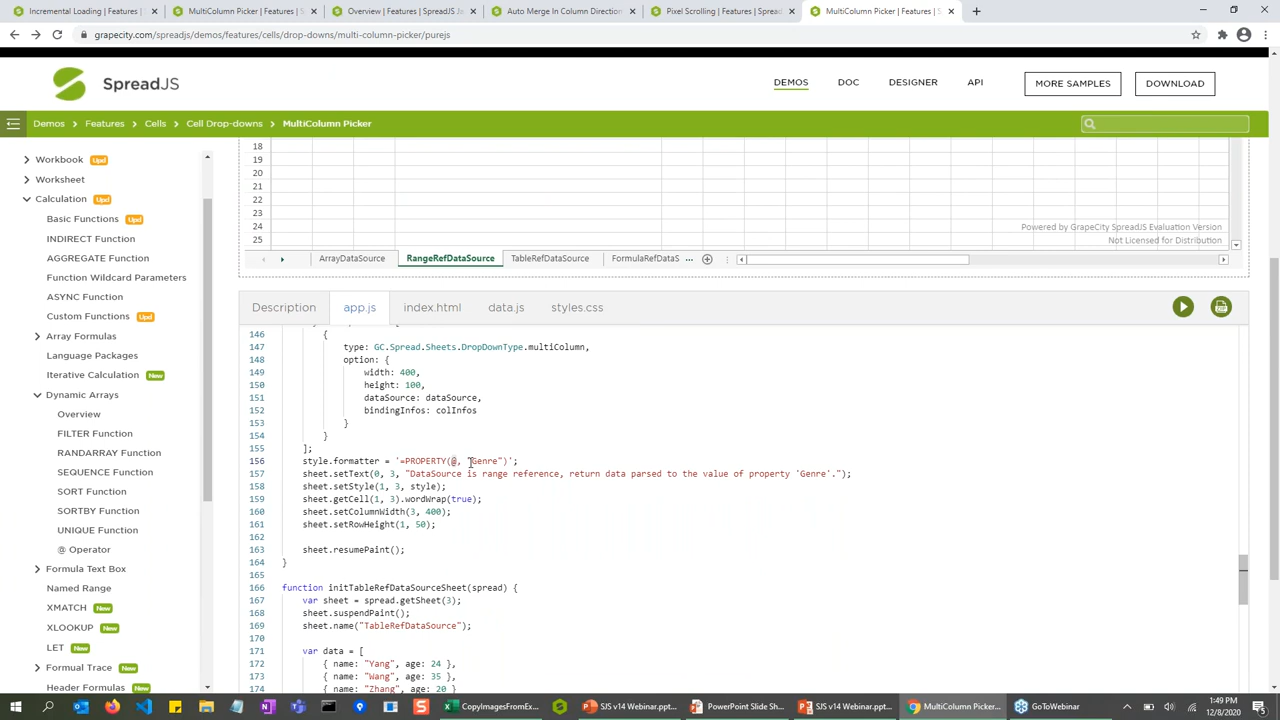 Incremental Loading | Features |
MultiColumn Picker | Features | S
Overview | Features | SpreadJS Ja
Auto Merge In Column Direction
Pixel Scrolling | Features | Spread
MultiColumn Picker | Features | S
grapecity.com/spreadjs/demos/features/cells/drop-downs/multi-column-picker/purejs
SpreadJS
DEMOS
DOC
DESIGNER
API
MORE SAMPLES
DOWNLOAD
Demos > Features > Cells > Cell Drop-downs > MultiColumn Picker
Workbook Upd
Worksheet
Calculation Upd
Basic Functions Upd
INDIRECT Function
AGGREGATE Function
Function Wildcard Parameters
ASYNC Function
Custom Functions Upd
Array Formulas
Language Packages
Iterative Calculation New
Dynamic Arrays
Overview
FILTER Function
RANDARRAY Function
SEQUENCE Function
SORT Function
SORTBY Function
UNIQUE Function
@ Operator
Formula Text Box
Named Range
XMATCH New
XLOOKUP New
LET New
Formual Trace New
Header Formulas New
18
19
20
21
22
23
24
25
Powered by GrapeCity SpreadJS Evaluation Version
Not Licensed for Distribution
ArrayDataSource
RangeRefDataSource
TableRefDataSource
FormulaRefDataS ...
Description
app.js
index.html
data.js
styles.css
146 {
147 type: GC.Spread.Sheets.DropDownType.multiColumn,
148 option: {
149 width: 400,
150 height: 100,
151 dataSource: dataSource,
152 bindingInfos: colInfos
153 }
154 }
155 ];
156 style.formatter = '=PROPERTY(@, "Genre")';
157 sheet.setText(0, 3, "DataSource is range reference, return data parsed to the value of property 'Genre'.");
158 sheet.setStyle(1, 3, style);
159 sheet.getCell(1, 3).wordWrap(true);
160 sheet.setColumnWidth(3, 400);
161 sheet.setRowHeight(1, 50);
162
163 sheet.resumePaint();
164 }
165
166 function initTableRefDataSourceSheet(spread) {
167 var sheet = spread.getSheet(3);
168 sheet.suspendPaint();
169 sheet.name("TableRefDataSource");
170
171 var data = [
172 { name: "Yang", age: 24 },
173 { name: "Wang", age: 35 },
174 { name: "Zhang", age: 20 }
CopyImagesFromEx...
SJS v14 Webinar.ppt...
PowerPoint Slide Sh...
SJS v14 Webinar.ppt...
MultiColumn Picker...
GoToWebinar
1:49 PM
12/8/2020